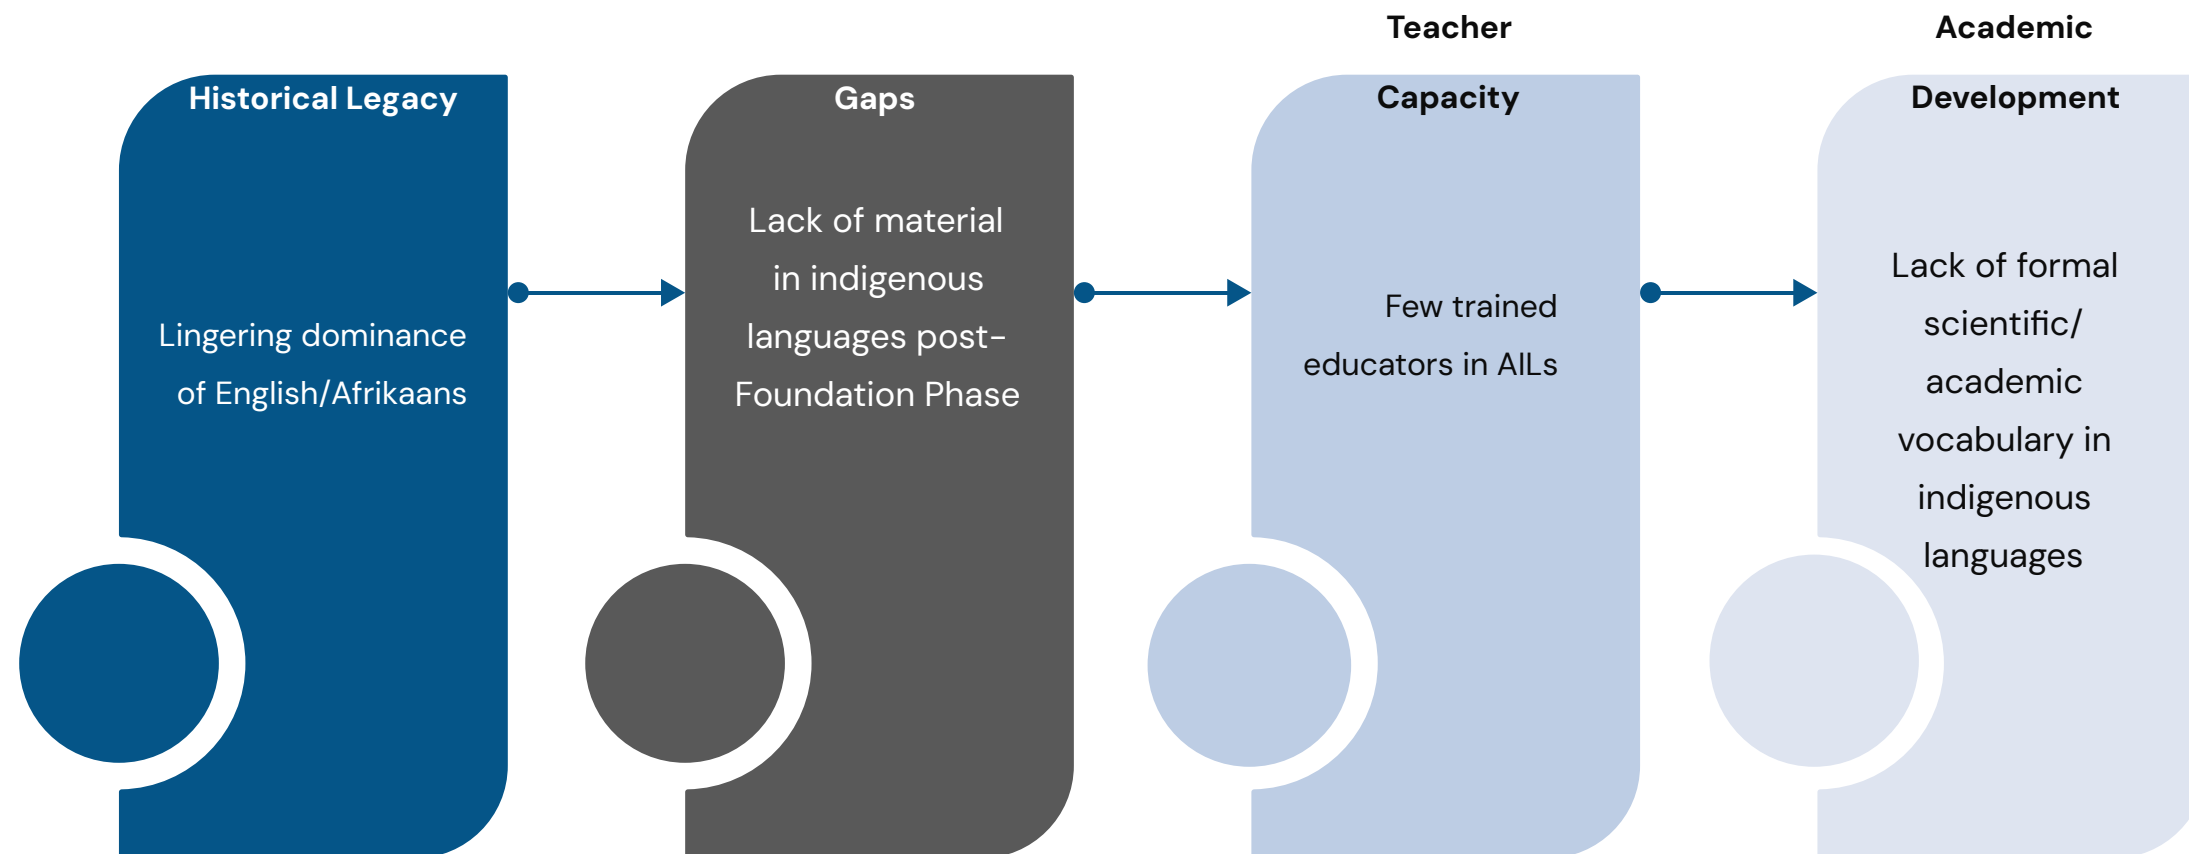 Historical Legacy
Lingering dominance
of English/Afrikaans
Gaps
Lack of material
in indigenous
languages post-
Foundation Phase
Teacher
Capacity
Few trained
educators in AILs
Academic
Development
Lack of formal
scientific/
academic
vocabulary in
indigenous
languages